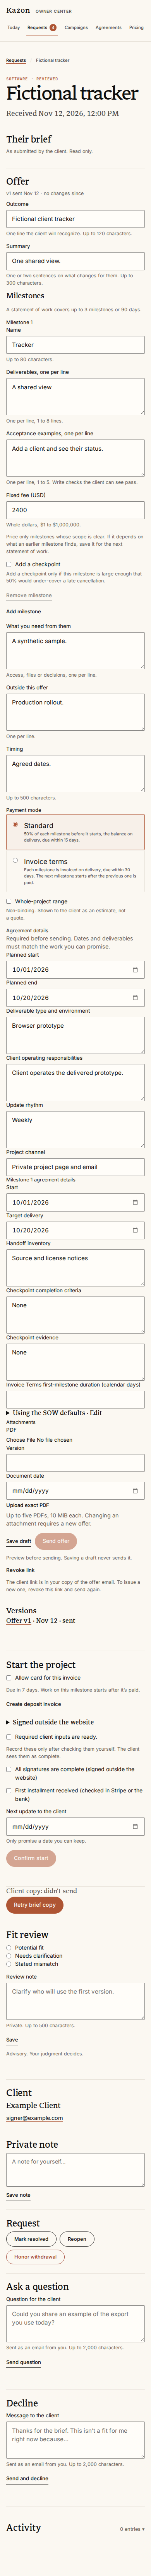 Kazon OWNER CENTER
Today Requests Campaigns Agreements Pricing
Requests Fictional tracker
SOFTWARE · REVIEWED
Fictional tracker
Received Nov 12, 2026, 12:00 PM
Their brief
As submitted by the client. Read only.
Offer
v1 sent Nov 12 · no changes since
Outcome
Fictional client tracker
One line the client will recognize. Up to 120 characters.
Summary
One shared view.
One or two sentences on what changes for them. Up to
300 characters.
Milestones
A statement of work covers up to 3 milestones or 90 days.
Milestone 1
Name
Tracker
Up to 80 characters.
Deliverables, one per line
A shared view
One per line, 1 to 8 lines.
Acceptance examples, one per line
Add a client and see their status.
One per line, 1 to 5. Write checks the client can see pass.
Fixed fee (USD)
2400
Whole dollars, $1 to $1,000,000.
Price only milestones whose scope is clear. If it depends on
what an earlier milestone finds, save it for the next
statement of work.
Add a checkpoint
Add a checkpoint only if this milestone is large enough that
50% would under-cover a late cancellation.
Remove milestone
Add milestone
What you need from them
A synthetic sample.
Access, files or decisions, one per line.
Outside this offer
Production rollout.
One per line.
Timing
Agreed dates.
Up to 500 characters.
Payment mode
Standard
50% of each milestone before it starts, the balance on
delivery, due within 15 days.
Invoice terms
Each milestone is invoiced on delivery, due within 30
days. The next milestone starts after the previous one is
paid.
Whole-project range
Non-binding. Shown to the client as an estimate, not
a quote.
Agreement details
Required before sending. Dates and deliverables
must match the work you can promise.
Planned start
10/01/2026
Planned end
10/20/2026
Deliverable type and environment
Browser prototype
Client operating responsibilities
Client operates the delivered prototype.
Update rhythm
Weekly
Project channel
Private project page and email
Milestone 1 agreement details
Start
10/01/2026
Target delivery
10/20/2026
Handoff inventory
Source and license notices
Checkpoint completion criteria
None
Checkpoint evidence
None
Invoice Terms first-milestone duration (calendar days)
Using the SOW defaults · Edit
Attachments
PDF
Choose File No file chosen
Version
Document date
mm/dd/yyyy
Upload exact PDF
Up to five PDFs, 10 MiB each. Changing an
attachment requires a new offer.
Save draft Send offer
Preview before sending. Saving a draft never sends it.
Revoke link
The client link is in your copy of the offer email. To issue a
new one, revoke this link and send again.
Versions
Offer v1 · Nov 12 · sent
Start the project
Allow card for this invoice
Due in 7 days. Work on this milestone starts after it's paid.
Create deposit invoice
Signed outside the website
Required client inputs are ready.
Record these only after checking them yourself. The client
sees them as complete.
All signatures are complete (signed outside the
website)
First installment received (checked in Stripe or the
bank)
Next update to the client
mm/dd/yyyy
Only promise a date you can keep.
Confirm start
Client copy: didn't send
Retry brief copy
Fit review
Potential fit
Needs clarification
Stated mismatch
Review note
Clarify who will use the first version.
Private. Up to 500 characters.
Save
Advisory. Your judgment decides.
Client
Example Client
signer@example.com
Private note
A note for yourself...
Save note
Request
Mark resolved Reopen
Honor withdrawal
Ask a question
Question for the client
Could you share an example of the export
you use today?
Sent as an email from you. Up to 2,000 characters.
Send question
Decline
Message to the client
Thanks for the brief. This isn't a fit for me
right now because...
Sent as an email from you. Up to 2,000 characters.
Send and decline
Activity 0 entries